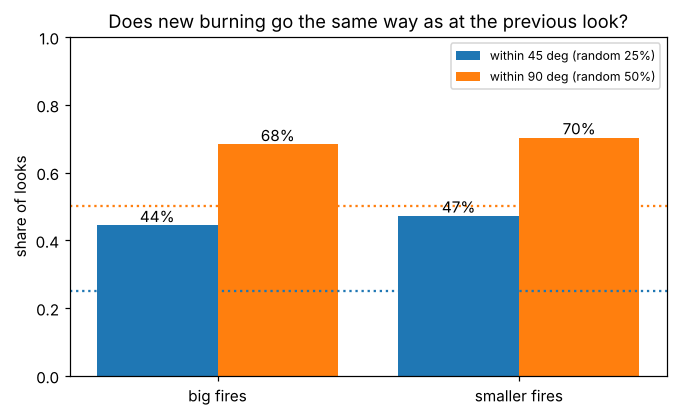 Does new burning go the same way as at the previous look?
within 45 deg (random 25%)
within 90 deg (random 50%)
share of looks
1.0
0.8
0.6
0.4
0.2
0.0
44%
68%
47%
70%
big fires
smaller fires